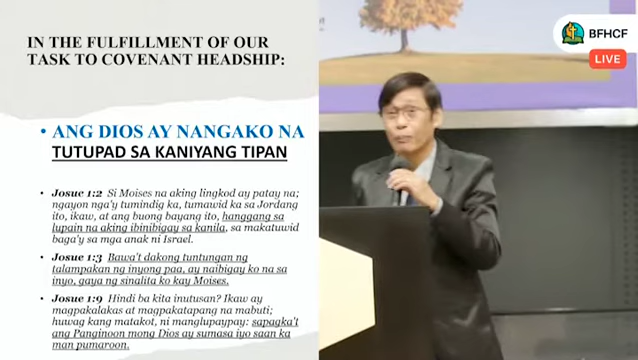 IN THE FULFILLMENT OF OUR
TASK TO COVENANT HEADSHIP:
• ANG DIOS AY NANGAKO NA
TUTUPAD SA KANIYANG TIPAN
• Josue 1:2 Si Moises na aking lingkod ay patay na;
ngayon nga'y tumindig ka, tumawid ka sa Jordang
ito, ikaw, at ang buong bayang ito, hanggang sa
lupain na aking ibinibigay sa kanila, sa makatuwid
baga'y sa mga anak ni Israel.
• Josue 1:3 Bawa't dakong tuntungan ng
talampakan ng inyong paa, ay naibigay ko na sa
inyo, gaya ng sinalita ko kay Moises.
• Josue 1:9 Hindi ba kita inutusan? Ikaw ay
magpakalakas at magpakatapang na mabuti;
huwag kang matakot, ni manglupaypay: sapagka't
ang Panginoon mong Dios ay sumasa iyo saan ka
man pumaroon.
BFHCF
LIVE